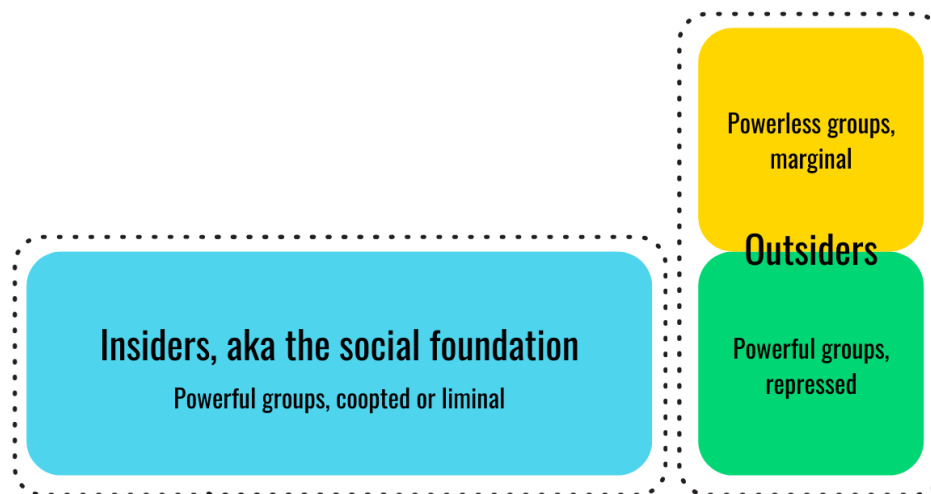 Powerless groups,
marginal
Outsiders
Insiders, aka the social foundation
Powerful groups, coopted or liminal
Powerful groups,
repressed